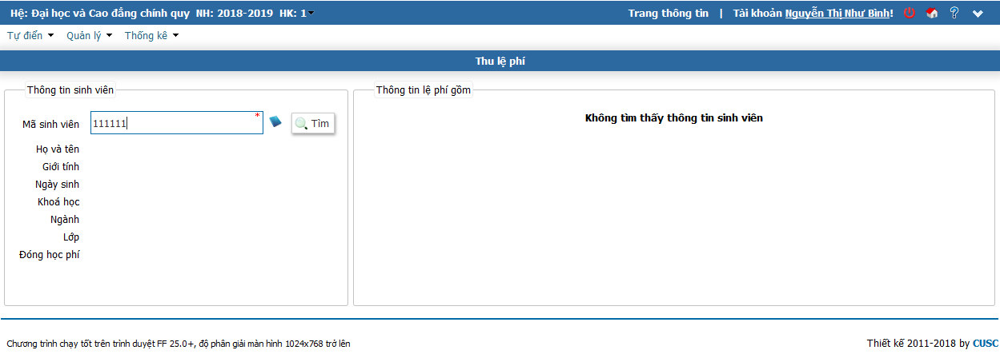 Hệ: Đại học và Cao đẳng chính quy NH: 2018-2019 HK: 1
Trang thông tin | Tài khoản Nguyễn Thị Như Bình!
Tự điển Quản lý Thống kê
Thu lệ phí
Thông tin sinh viên
Mã sinh viên 111111 * Tìm
Họ và tên
Giới tính
Ngày sinh
Khoá học
Ngành
Lớp
Đóng học phí
Thông tin lệ phí gồm
Không tìm thấy thông tin sinh viên
Chương trình chạy tốt trên trình duyệt FF 25.0+, độ phân giải màn hình 1024x768 trở lên
Thiết kế 2011-2018 by CUSC